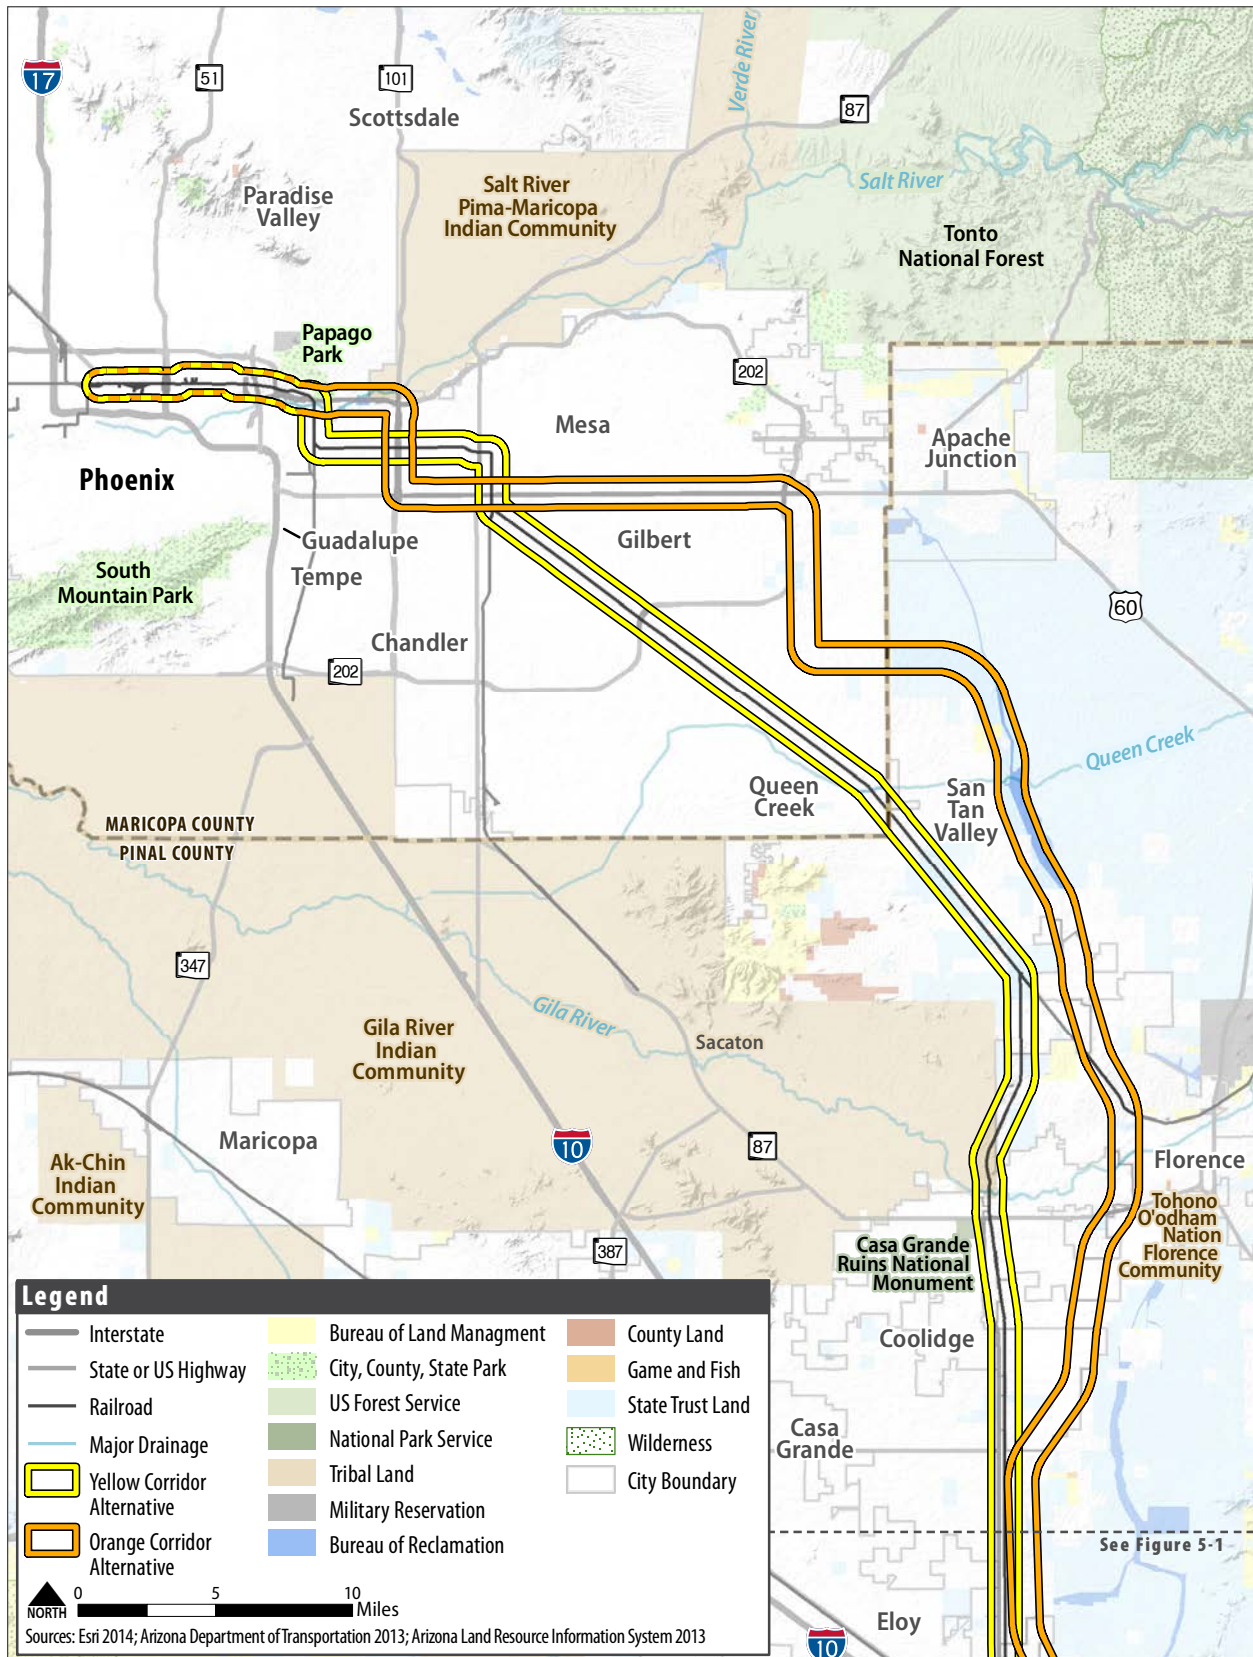 17
51
101
Scottsdale
Verde River
87
Salt River
Pima-Maricopa
Indian Community
Salt River
Paradise
Valley
Tonto
National Forest
Papago
Park
202
Mesa
Apache
Junction
Phoenix
Guadalupe
Tempe
Gilbert
South
Mountain Park
60
Chandler
202
Queen Creek
Queen
Creek
San
Tan
Valley
MARICOPA COUNTY
PINAL COUNTY
347
Gila River
Gila River
Indian
Community
Sacaton
Maricopa
10
87
Ak-Chin
Indian
Community
Florence
Tohono
O'odham
Nation
Florence
Community
387
Casa Grande
Ruins National
Monument
Coolidge
Casa
Grande
See Figure 5-1
Eloy
10
Legend
Interstate
State or US Highway
Railroad
Major Drainage
Yellow Corridor
Alternative
Orange Corridor
Alternative
Bureau of Land Managment
City, County, State Park
US Forest Service
National Park Service
Tribal Land
Military Reservation
Bureau of Reclamation
County Land
Game and Fish
State Trust Land
Wilderness
City Boundary
NORTH
0 5 10
Miles
Sources: Esri 2014; Arizona Department of Transportation 2013; Arizona Land Resource Information System 2013